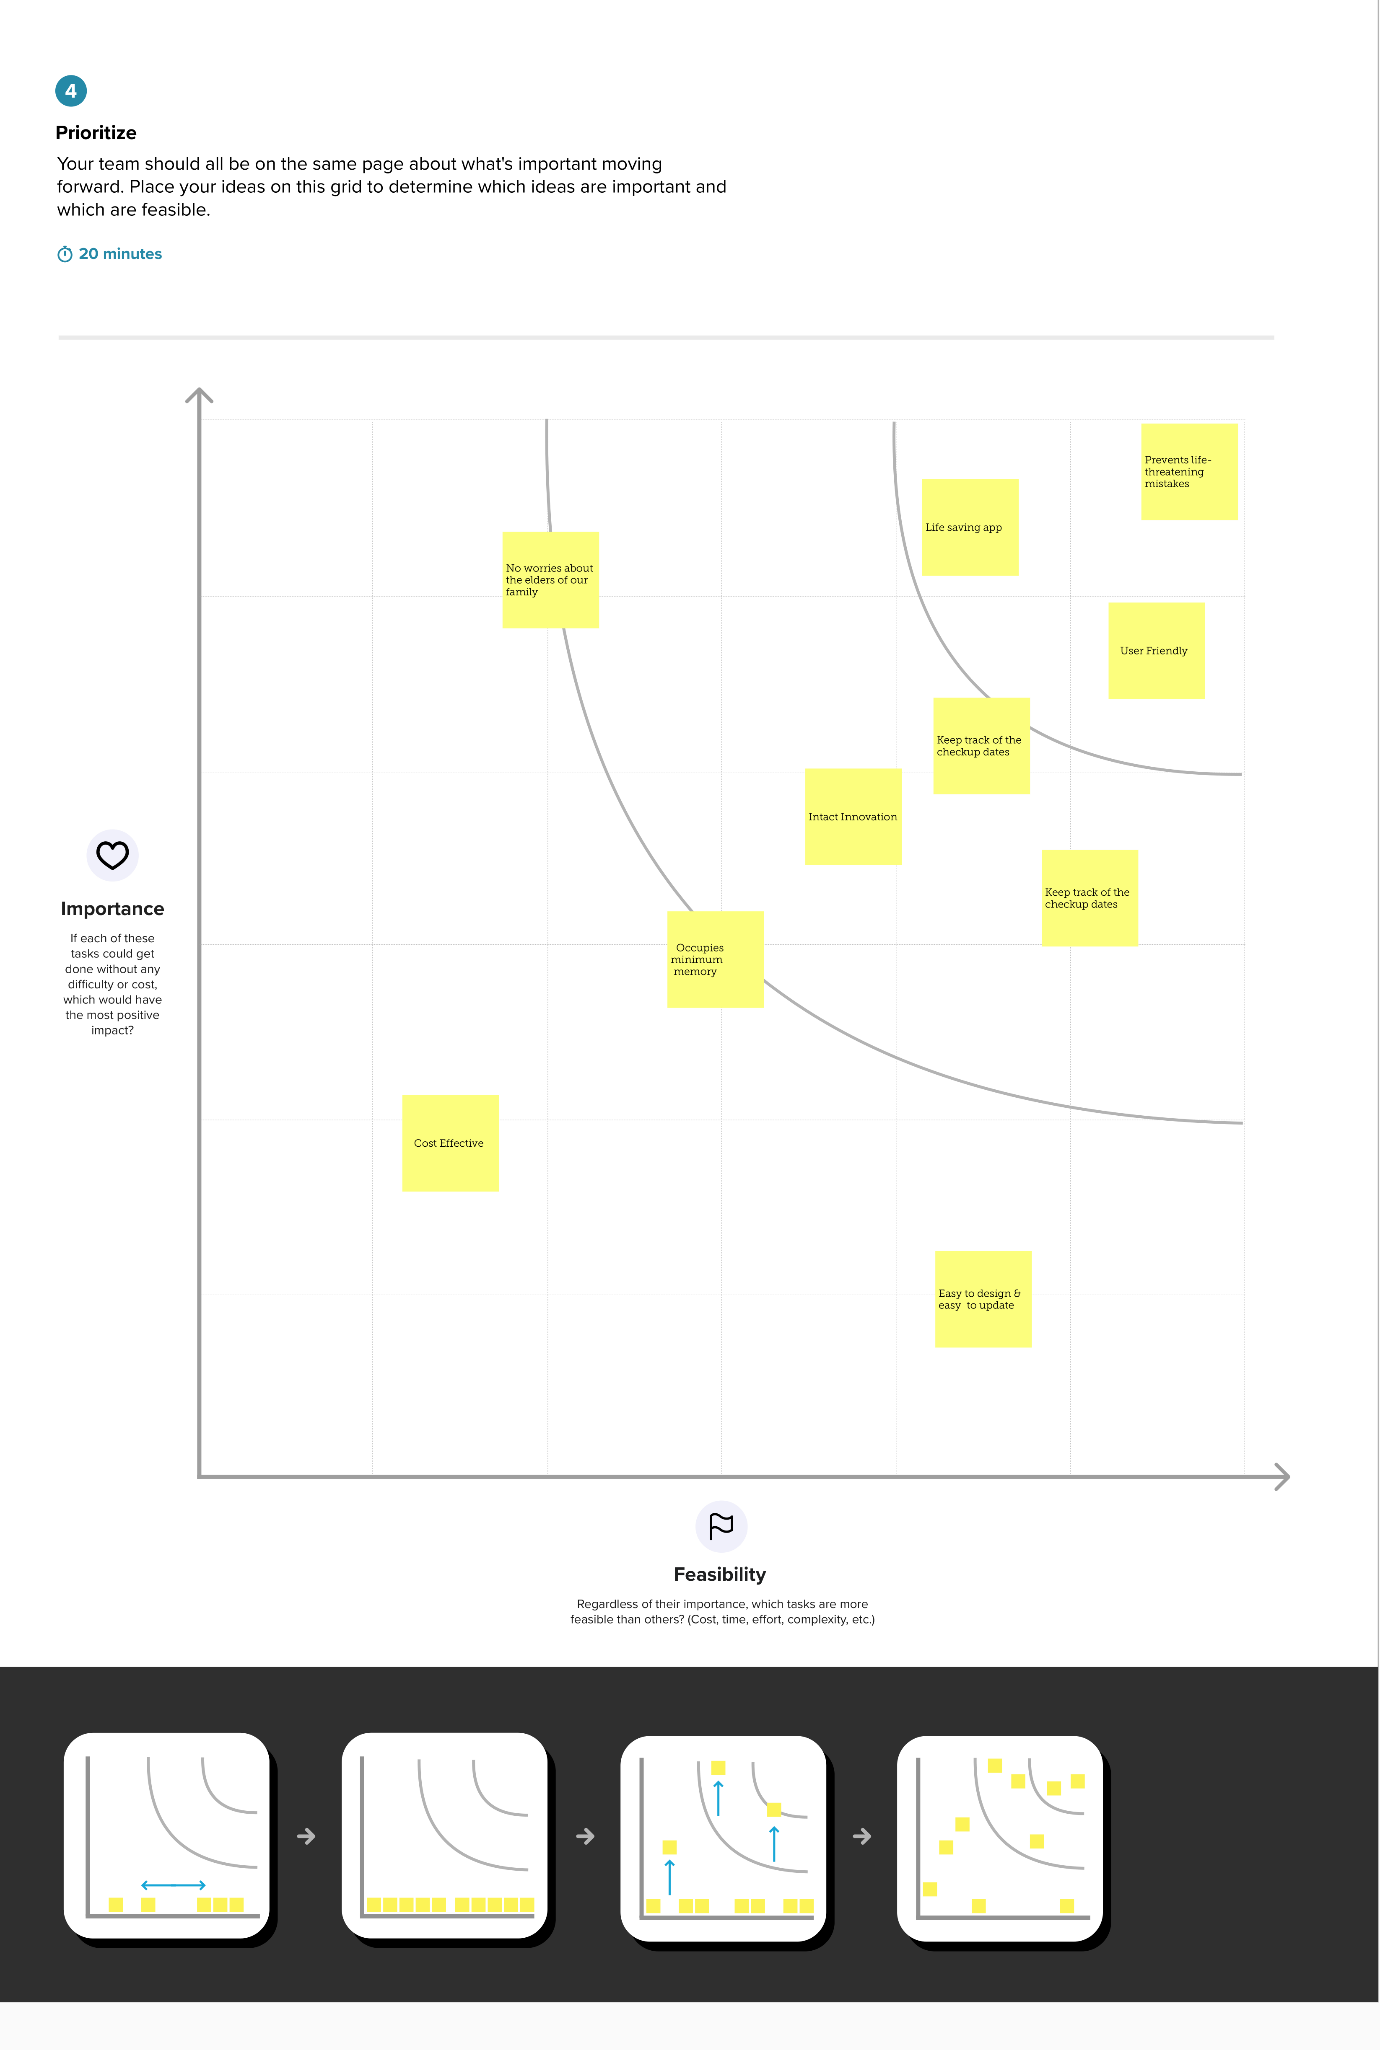 4
Prioritize
Your team should all be on the same page about what's important moving
forward. Place your ideas on this grid to determine which ideas are important and
which are feasible.
20 minutes
Prevents life-
threatening
mistakes
Life saving app
No worries about
the elders of our
family
User Friendly
Keep track of the
checkup dates
Intact Innovation
Keep track of the
checkup dates
Occupies
minimum
memory
Importance
If each of these
tasks could get
done without any
difficulty or cost,
which would have
the most positive
impact?
Cost Effective
Easy to design &
easy  to update
Feasibility
Regardless of their importance, which tasks are more
feasible than others? (Cost, time, effort, complexity, etc.)